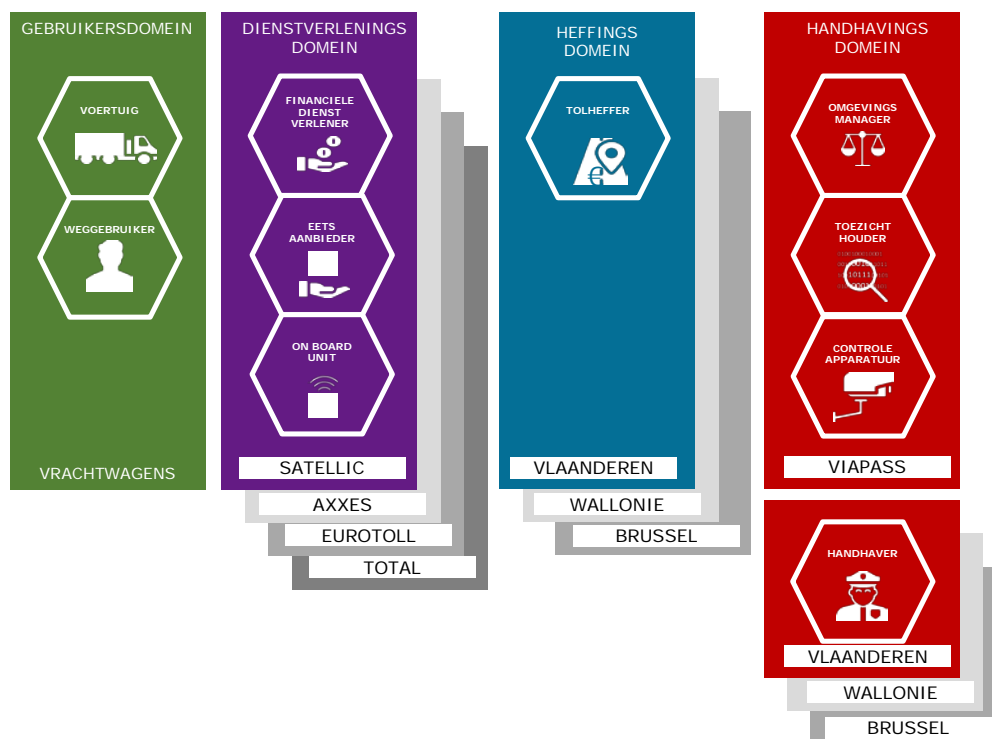 GEBRUIKERSDOMEIN
VOERTUIG
WEGGEBRUIKER
VRACHTWAGENS
DIENSTVERLENINGS
DOMEIN
FINANCIELE
DIENST
VERLENER
EETS
AANBIEDER
ON BOARD
UNIT
SATELLIC
AXXES
EUROTOLL
TOTAL
HEFFINGS
DOMEIN
TOLHEFFER
€
VLAANDEREN
WALLONIE
BRUSSEL
HANDHAVINGS
DOMEIN
OMGEVINGS
MANAGER
TOEZICHT
HOUDER
CONTROLE
APPARATUUR
VIAPASS
HANDHAVER
VLAANDEREN
WALLONIE
BRUSSEL